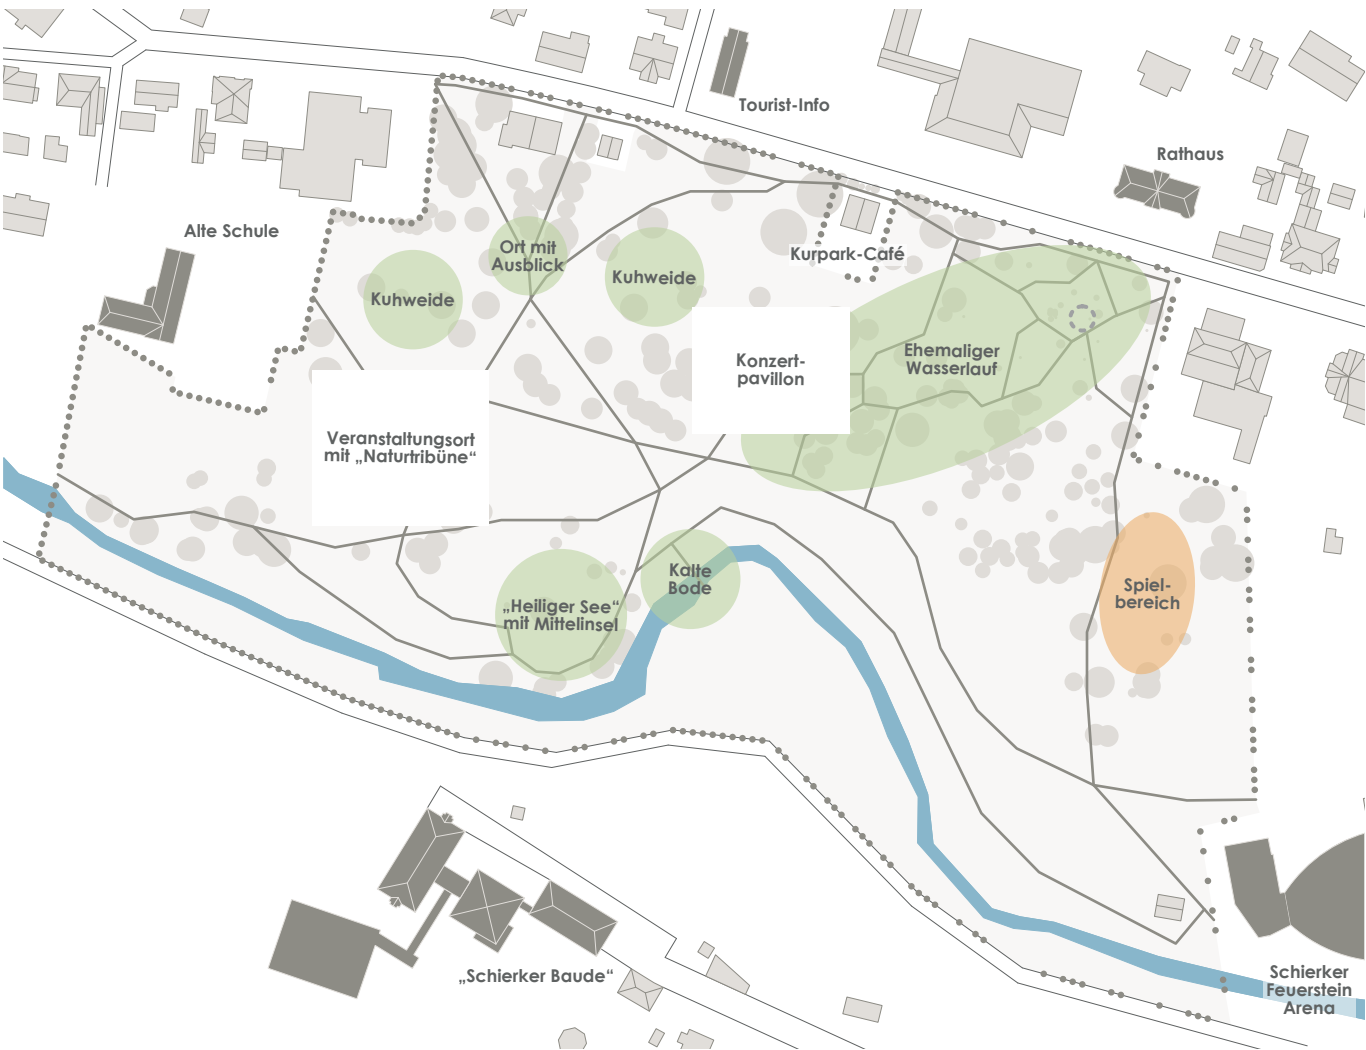 Tourist-Info
Rathaus
Alte Schule
Ort mit
Ausblick
Kurpark-Café
Kuhweide
Kuhweide
Konzert-
pavillon
Ehemaliger
Wasserlauf
Veranstaltungsort
mit „Naturtribüne“
Kalte
Bode
„Heiliger See“
mit Mittelinsel
Spiel-
bereich
„Schierker Baude“
Schierker
Feuerstein
Arena